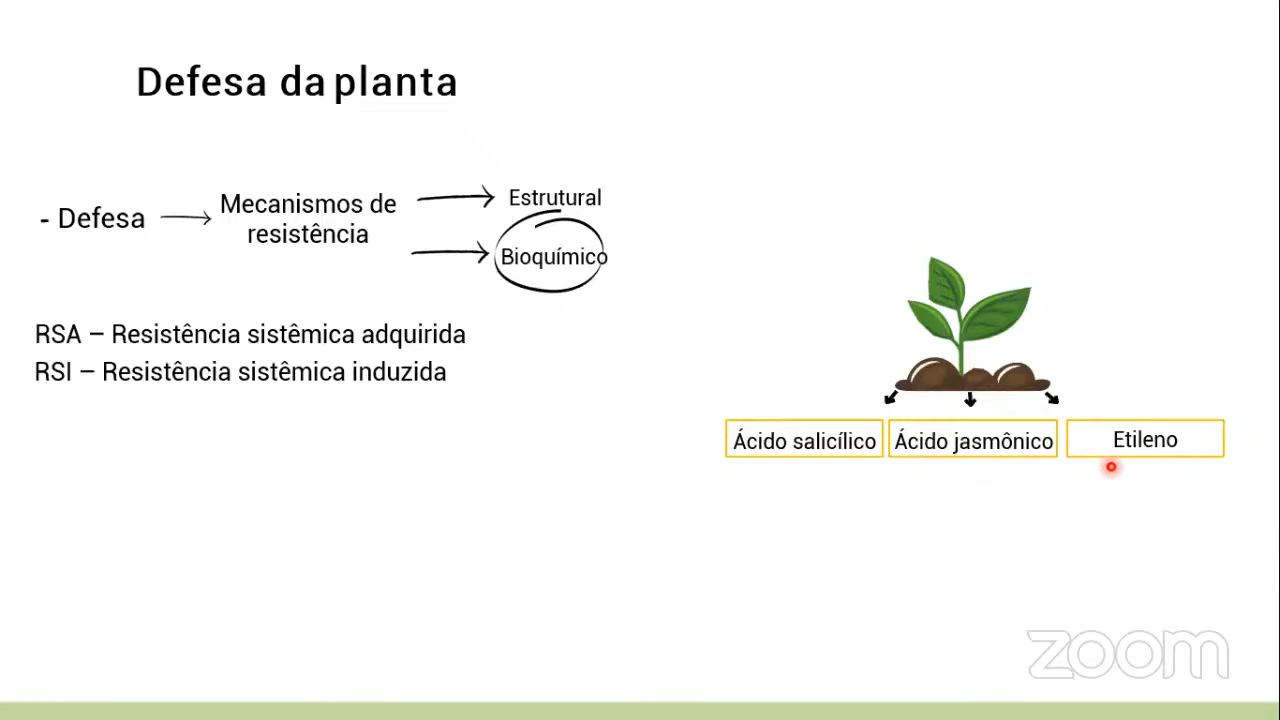 Defesa da planta
- Defesa
Mecanismos de
resistência
Estrutural
Bioquímico
RSA – Resistência sistêmica adquirida
RSI – Resistência sistêmica induzida
Ácido salicílico
Ácido jasmônico
Etileno
zoom